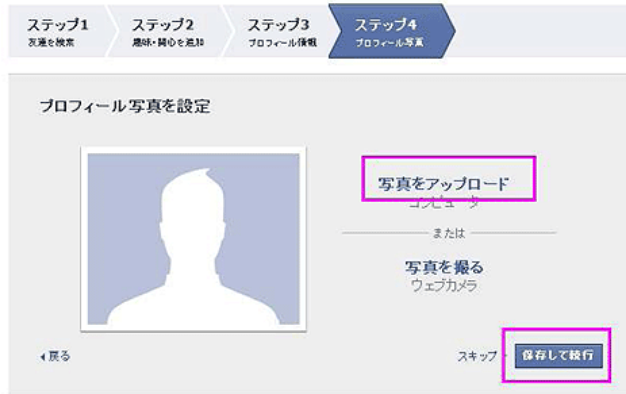 ステップ1
友達を検索
ステップ2
趣味・関心を追加
ステップ3
プロフィール情報
ステップ4
プロフィール写真
プロフィール写真を設定
写真をアップロード
コンピュータ
または
写真を撮る
ウェブカメラ
戻る
スキップ・
保存して続行